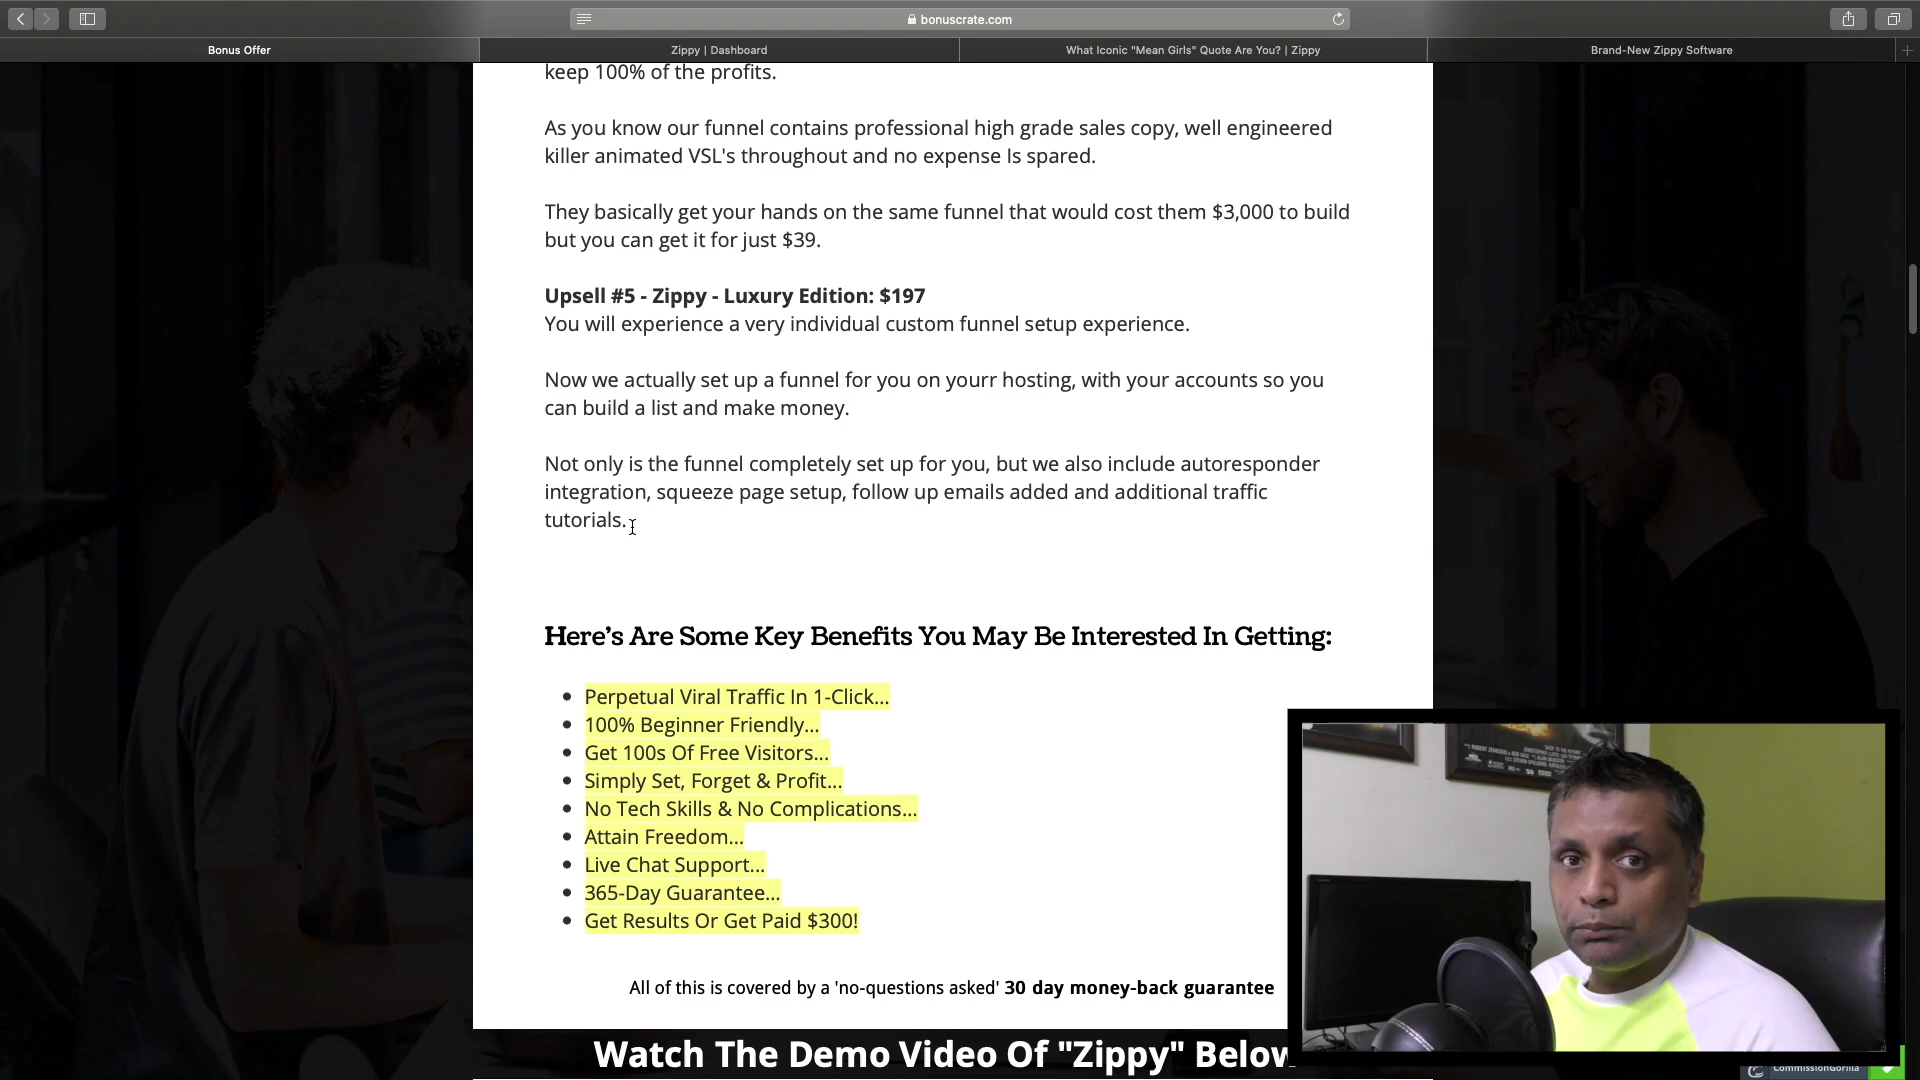 bonuscrate.com
Bonus Offer
Zippy | Dashboard
What Iconic "Mean Girls" Quote Are You? | Zippy
Brand-New Zippy Software
keep 100% of the profits.
As you know our funnel contains professional high grade sales copy, well engineered
killer animated VSL's throughout and no expense Is spared.
They basically get your hands on the same funnel that would cost them $3,000 to build
but you can get it for just $39.
Upsell #5 - Zippy - Luxury Edition: $197
You will experience a very individual custom funnel setup experience.
Now we actually set up a funnel for you on yourr hosting, with your accounts so you
can build a list and make money.
Not only is the funnel completely set up for you, but we also include autoresponder
integration, squeeze page setup, follow up emails added and additional traffic
tutorials.
Here's Are Some Key Benefits You May Be Interested In Getting:
Perpetual Viral Traffic In 1-Click...
100% Beginner Friendly...
Get 100s Of Free Visitors...
Simply Set, Forget & Profit...
No Tech Skills & No Complications...
Attain Freedom...
Live Chat Support...
365-Day Guarantee...
Get Results Or Get Paid $300!
All of this is covered by a 'no-questions asked' 30 day money-back guarantee
Watch The Demo Video Of "Zippy" Below
CommissionGorilla